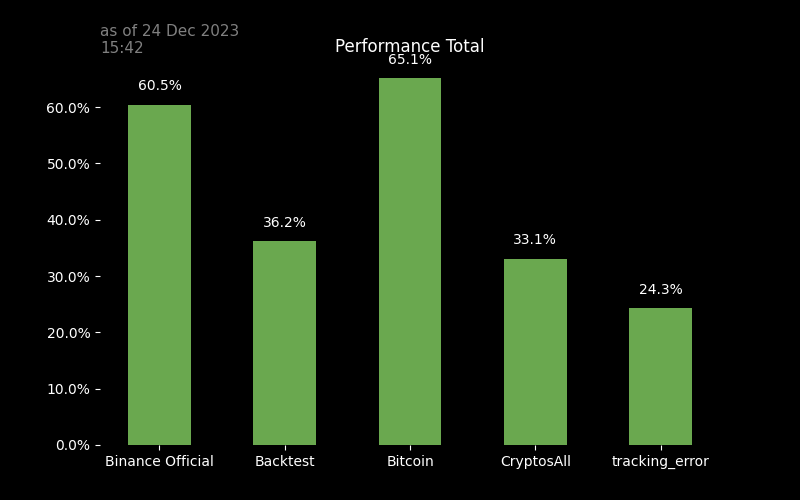 as of 24 Dec 2023
15:42
Performance Total
65.1%
60.5%
36.2%
33.1%
24.3%
60.0%
50.0%
40.0%
30.0%
20.0%
10.0%
0.0%
Binance Official
Backtest
Bitcoin
CryptosAll
tracking_error